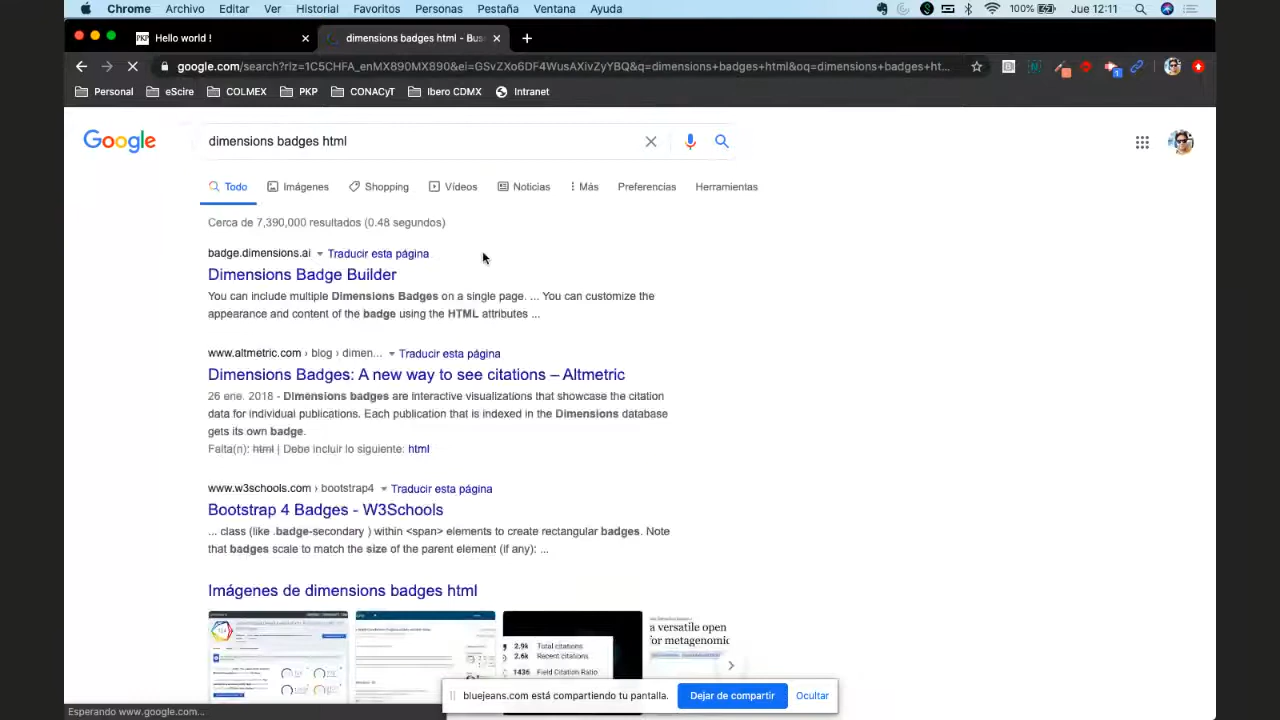 Chrome Archivo Editar Ver Historial Favoritos Personas Pestaña Ventana Ayuda 100% Jue 12:11
PKP Hello world ! dimensions badges html - Bus
google.com/search?rlz=1C5CHFA_enMX890MX890&ei=GSvZXo6DF4WusAXivZyYBQ&q=dimensions+badges+html&oq=dimensions+badges+ht...
Personal eScire COLMEX PKP CONACyT Ibero CDMX Intranet
Google dimensions badges html
Todo Imágenes Shopping Vídeos Noticias Más Preferencias Herramientas
Cerca de 7,390,000 resultados (0.48 segundos)
badge.dimensions.ai Traducir esta página
Dimensions Badge Builder
You can include multiple Dimensions Badges on a single page. ... You can customize the
appearance and content of the badge using the HTML attributes ...
www.altmetric.com › blog › dimen... Traducir esta página
Dimensions Badges: A new way to see citations – Altmetric
26 ene. 2018 - Dimensions badges are interactive visualizations that showcase the citation
data for individual publications. Each publication that is indexed in the Dimensions database
gets its own badge.
Falta(n): html | Debe incluir lo siguiente: html
www.w3schools.com › bootstrap4 Traducir esta página
Bootstrap 4 Badges - W3Schools
... class (like .badge-secondary ) within <span> elements to create rectangular badges. Note
that badges scale to match the size of the parent element (if any): ...
Imágenes de dimensions badges html
2.9k Total citations
2.6k Recent citations
1436 Field Citation Ratio
a versatile open
for metagenomic
bluejeans.com está compartiendo tu pantalla. Dejar de compartir Ocultar
Esperando www.google.com...